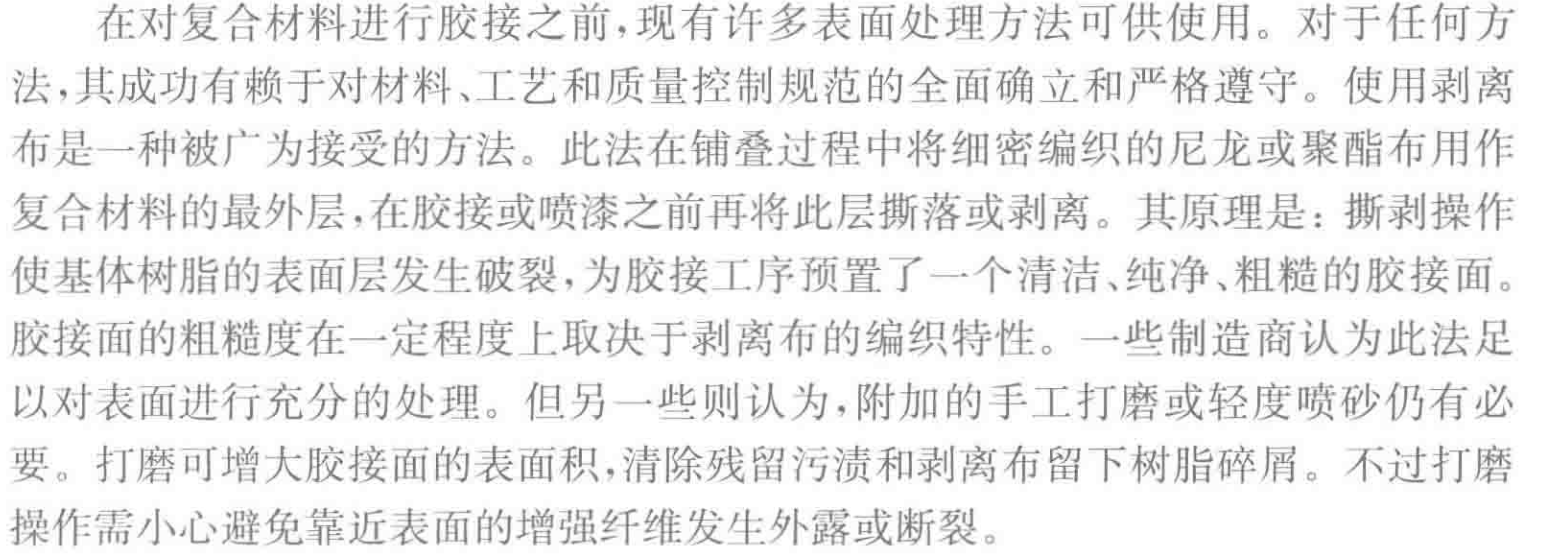 在对复合材料进行胶接之前,现有许多表面处理方法可供使用。对于任何方
法,其成功有赖于对材料、工艺和质量控制规范的全面确立和严格遵守。使用剥离
布是一种被广为接受的方法。此法在铺叠过程中将细密编织的尼龙或聚酯布用作
复合材料的最外层,在胶接或喷漆之前再将此层撕落或剥离。其原理是：撕剥操作
使基体树脂的表面层发生破裂,为胶接工序预置了一个清洁、纯净、粗糙的胶接面。
胶接面的粗糙度在一定程度上取决于剥离布的编织特性。一些制造商认为此法足
以对表面进行充分的处理。但另一些则认为,附加的手工打磨或轻度喷砂仍有必
要。打磨可增大胶接面的表面积,清除残留污渍和剥离布留下树脂碎屑。不过打磨
操作需小心避免靠近表面的增强纤维发生外露或断裂。